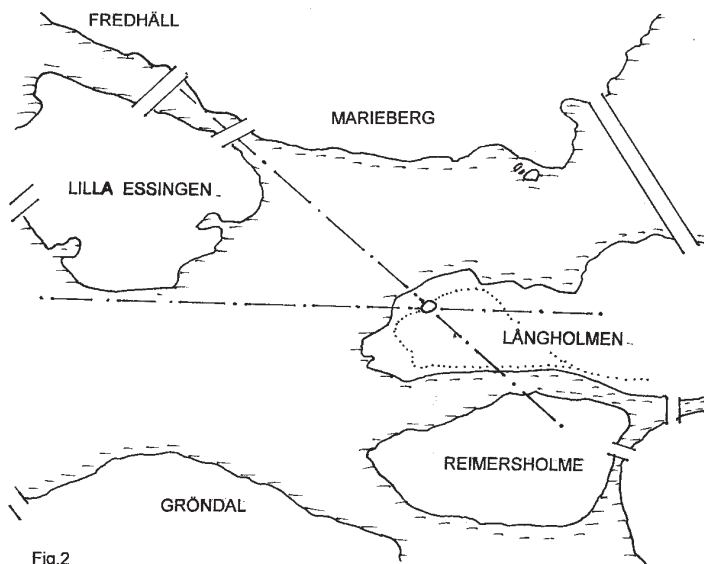 FREDHÄLL
MARIEBERG
LILLA ESSINGEN
LÅNGHOLMEN
REIMERSHOLME
GRÖNDAL
Fig.2